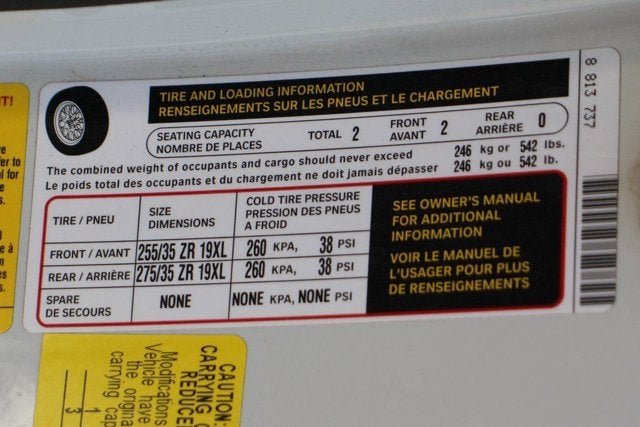 TIRE AND LOADING INFORMATION
RENSEIGNEMENTS SUR LES PNEUS ET LE CHARGEMENT
SEATING CAPACITY
NOMBRE DE PLACES
TOTAL 2
FRONT
AVANT 2
REAR
ARRIÈRE 0
The combined weight of occupants and cargo should never exceed 246 kg or 542 lbs.
Le poids total des occupants et du chargement ne doit jamais dépasser 246 kg ou 542 lb.
TIRE / PNEU
SIZE
DIMENSIONS
COLD TIRE PRESSURE
PRESSION DES PNEUS
A FROID
FRONT / AVANT 255/35 ZR 19XL 260 KPA, 38 PSI
REAR / ARRIÈRE 275/35 ZR 19XL 260 KPA, 38 PSI
SPARE
DE SECOURS
NONE NONE KPA, NONE PSI
SEE OWNER'S MANUAL
FOR ADDITIONAL
INFORMATION
VOIR LE MANUEL DE
L'USAGER POUR PLUS
DE RENSEIGNEMENTS
8 813 737
CAUTION:
CARRYING
REDUCE
Modifications
Vehicle have
the origina
carrying cap